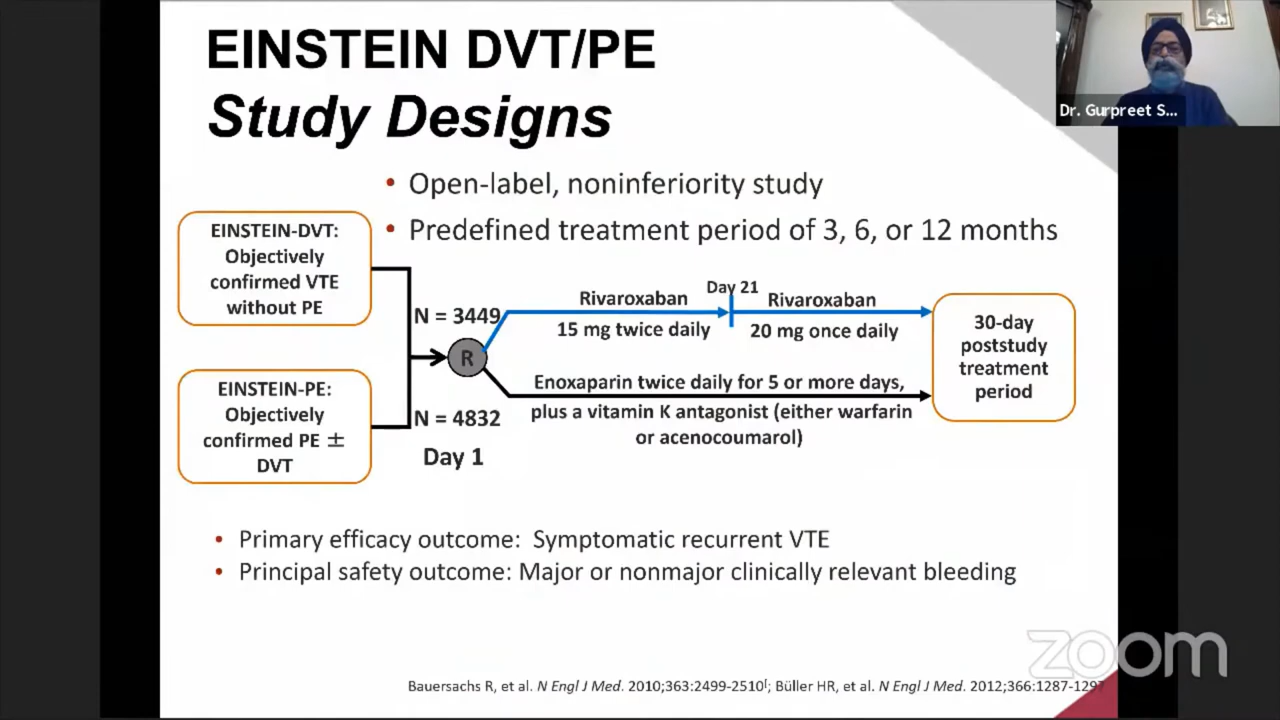 EINSTEIN DVT/PE
Study Designs
Dr. Gurpreet S...
• Open-label, noninferiority study
• Predefined treatment period of 3, 6, or 12 months
EINSTEIN-DVT:
Objectively
confirmed VTE
without PE
EINSTEIN-PE:
Objectively
confirmed PE ±
DVT
N = 3449
R
N = 4832
Day 1
Rivaroxaban
15 mg twice daily
Day 21
Rivaroxaban
20 mg once daily
Enoxaparin twice daily for 5 or more days,
plus a vitamin K antagonist (either warfarin
or acenocoumarol)
30-day
poststudy
treatment
period
• Primary efficacy outcome: Symptomatic recurrent VTE
• Principal safety outcome: Major or nonmajor clinically relevant bleeding
zoom
Bauersachs R, et al. N Engl J Med. 2010;363:2499-2510[; Büller HR, et al. N Engl J Med. 2012;366:1287-1297